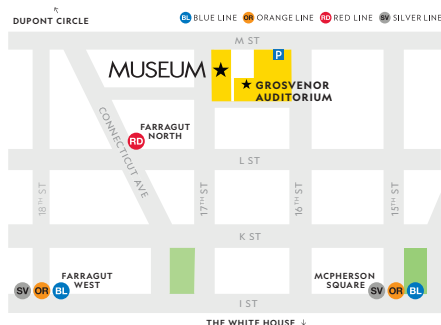 DUPONT CIRCLE
BL BLUE LINE OR ORANGE LINE RD RED LINE SV SILVER LINE
M ST
P
MUSEUM
GROSVENOR
AUDITORIUM
CONNECTICUT AVE
FARRAGUT
NORTH
RD
L ST
18TH ST
17TH ST
16TH ST
15TH ST
K ST
FARRAGUT
WEST
SV OR BL
MCPHERSON
SQUARE
SV OR BL
I ST
THE WHITE HOUSE